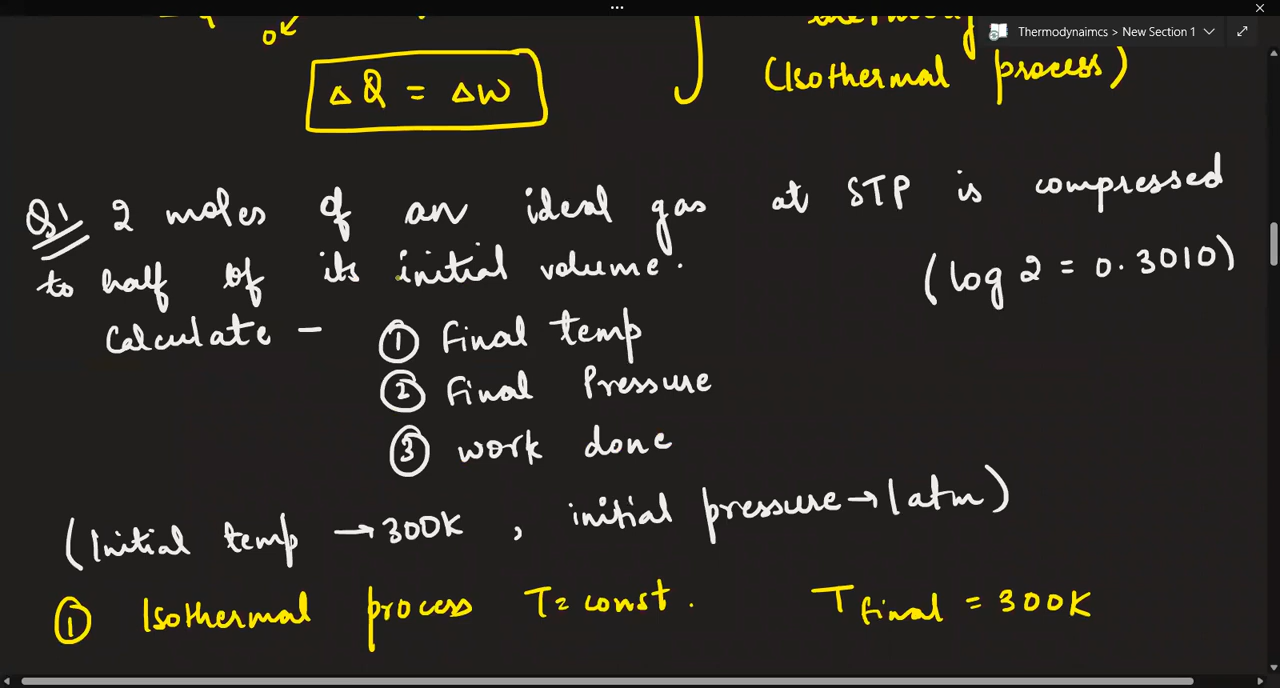 Thermodynaimcs > New Section 1
ΔQ = ΔW
(Isothermal process)
Q1 2 moles of an ideal gas at STP is compressed
to half of its initial volume. (log 2 = 0.3010)
Calculate – ① final temp
② final Pressure
③ work done
(Initial temp → 300K , initial pressure → 1atm)
① Isothermal process T = const. T final = 300K